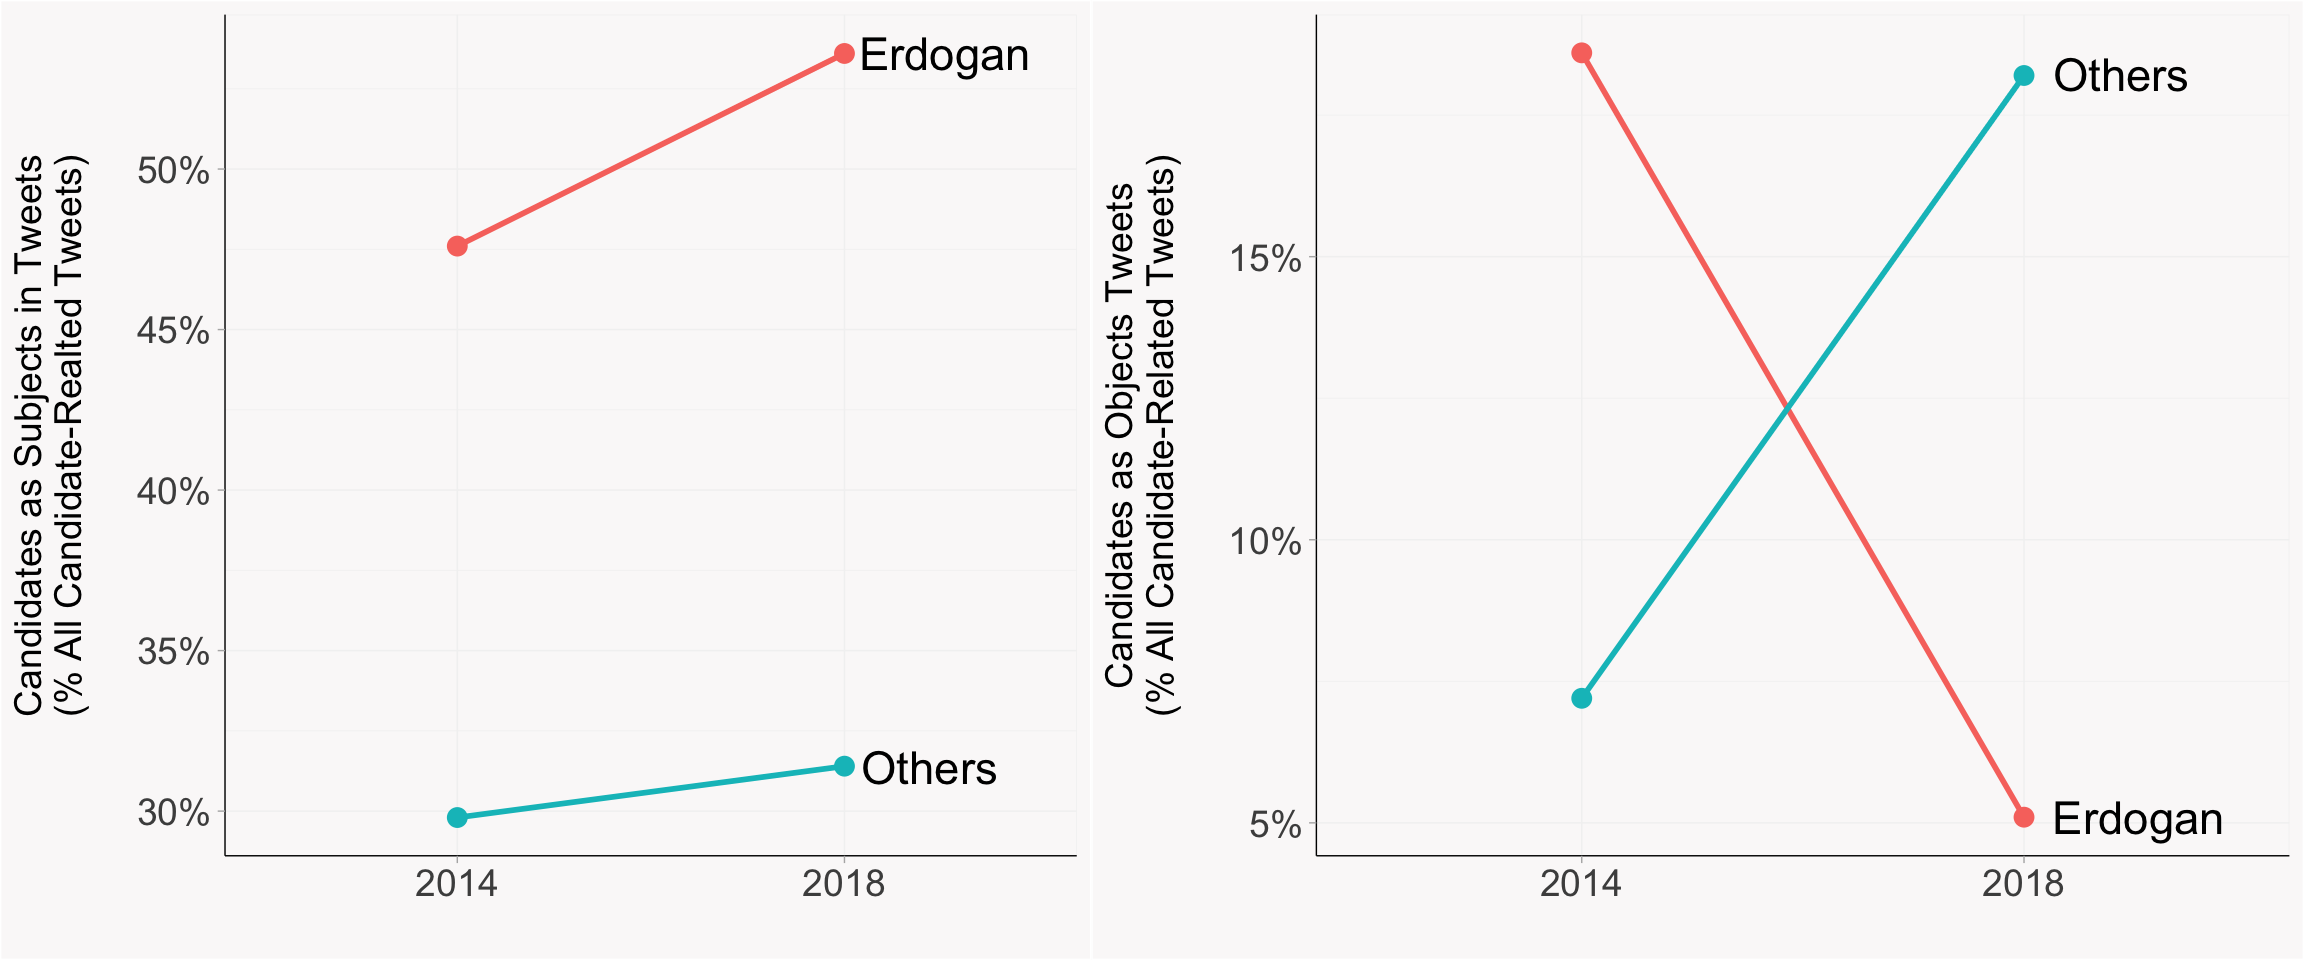 Candidates as Subjects in Tweets
(% All Candidate-Realted Tweets)
50%
45%
40%
35%
30%
Erdogan
Others
2014 2018
Candidates as Objects Tweets
(% All Candidate-Related Tweets)
15%
10%
5%
Others
Erdogan
2014 2018